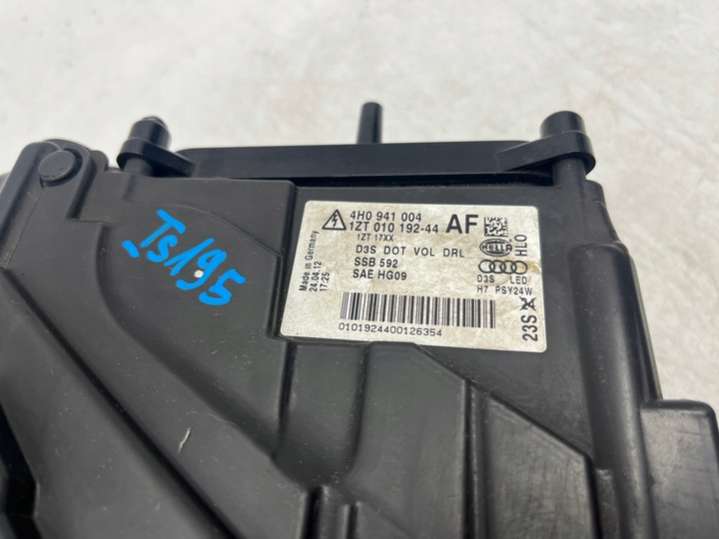 TS195
4H0 941 004 AF
1ZT 010 192-44
1ZT 17XX
D3S DOT VOL DRL
SSB 592
SAE HG09
Made in Germany
24.04.12
17:25
HELLA
HLO
D3S LED/
H7 PSY24W
23S
0101924400126354